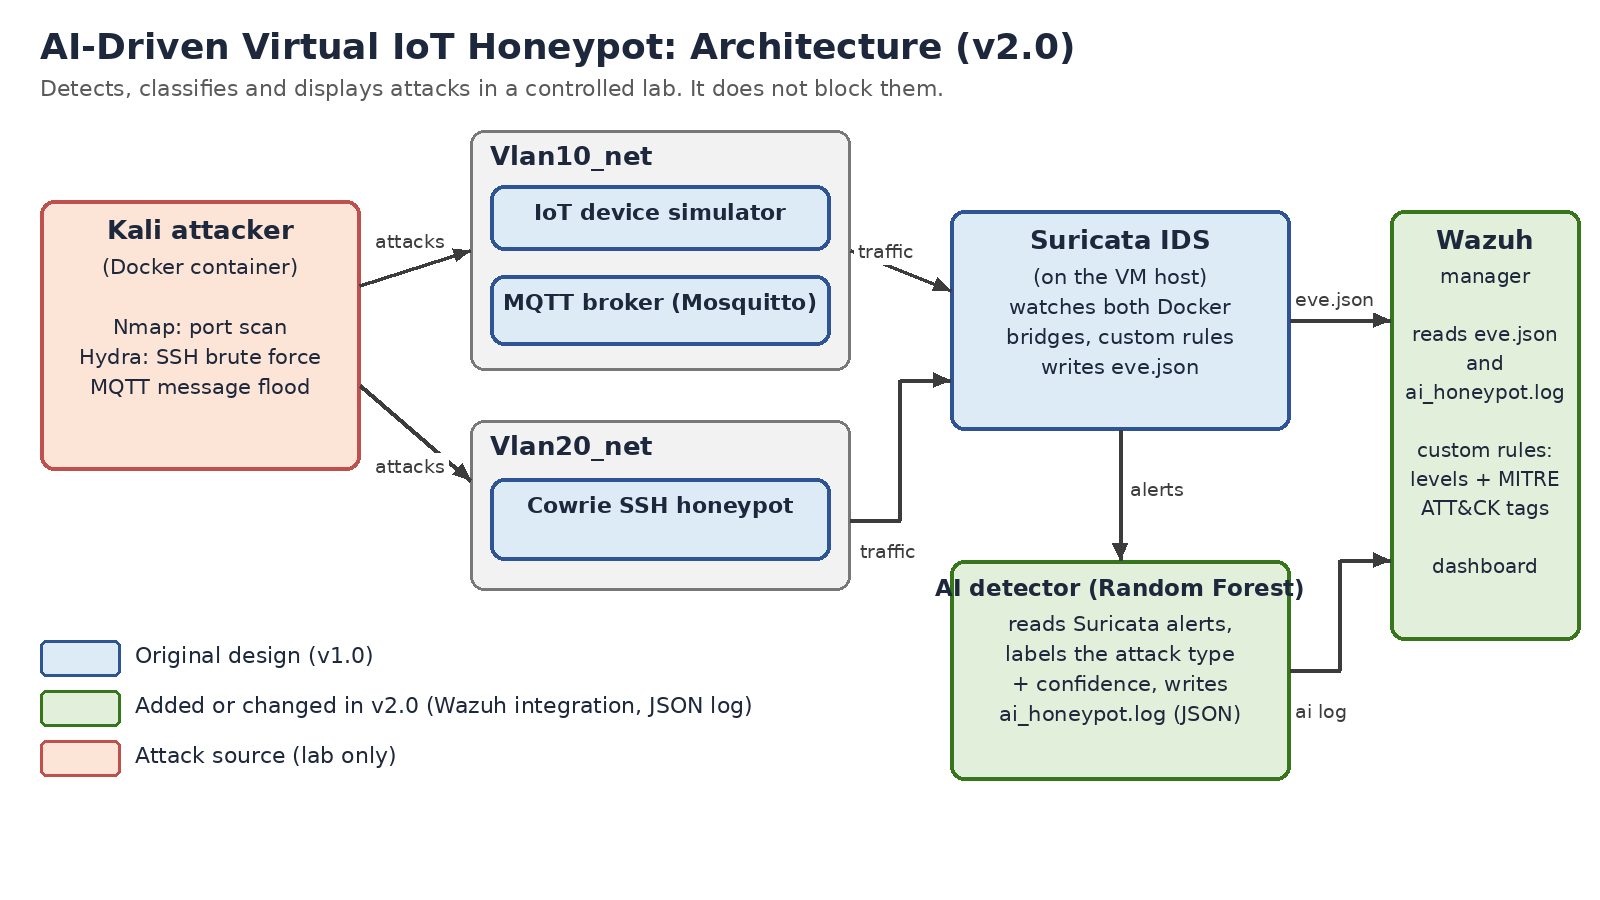 AI-Driven Virtual IoT Honeypot: Architecture (v2.0)
Detects, classifies and displays attacks in a controlled lab. It does not block them.
Kali attacker
(Docker container)
Nmap: port scan
Hydra: SSH brute force
MQTT message flood
attacks
attacks
Vlan10_net
IoT device simulator
MQTT broker (Mosquitto)
traffic
Vlan20_net
Cowrie SSH honeypot
traffic
Suricata IDS
(on the VM host)
watches both Docker
bridges, custom rules
writes eve.json
eve.json
alerts
AI detector (Random Forest)
reads Suricata alerts,
labels the attack type
+ confidence, writes
ai_honeypot.log (JSON)
ai log
Wazuh
manager
reads eve.json
and
ai_honeypot.log
custom rules:
levels + MITRE
ATT&CK tags
dashboard
Original design (v1.0)
Added or changed in v2.0 (Wazuh integration, JSON log)
Attack source (lab only)